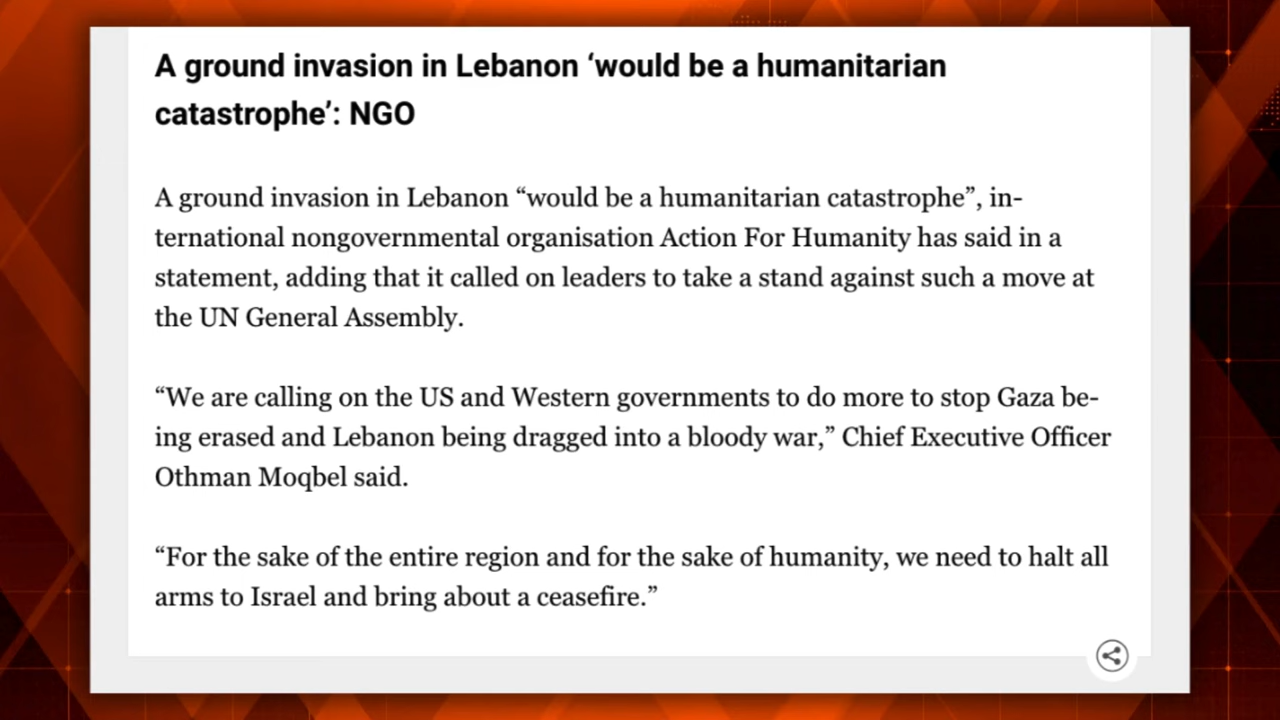 A ground invasion in Lebanon ‘would be a humanitarian
catastrophe’: NGO
A ground invasion in Lebanon “would be a humanitarian catastrophe”, in-
ternational nongovernmental organisation Action For Humanity has said in a
statement, adding that it called on leaders to take a stand against such a move at
the UN General Assembly.
“We are calling on the US and Western governments to do more to stop Gaza be-
ing erased and Lebanon being dragged into a bloody war,” Chief Executive Officer
Othman Moqbel said.
“For the sake of the entire region and for the sake of humanity, we need to halt all
arms to Israel and bring about a ceasefire.”